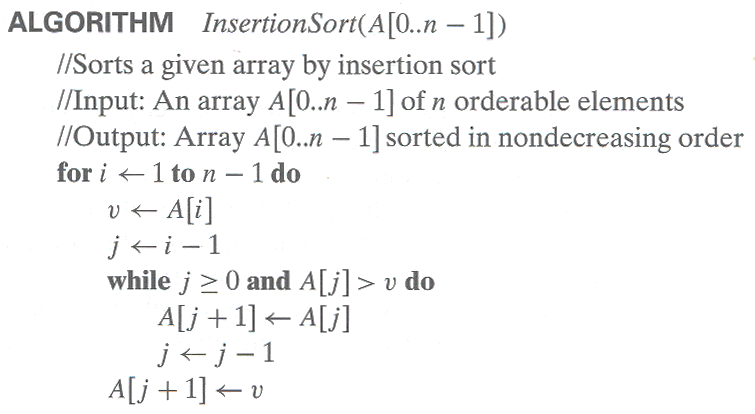 ALGORITHM InsertionSort(A[0..n − 1])
//Sorts a given array by insertion sort
//Input: An array A[0..n − 1] of n orderable elements
//Output: Array A[0..n − 1] sorted in nondecreasing order
for i ← 1 to n − 1 do
v ← A[i]
j ← i − 1
while j ≥ 0 and A[j] > v do
A[j + 1] ← A[j]
j ← j − 1
A[j + 1] ← v